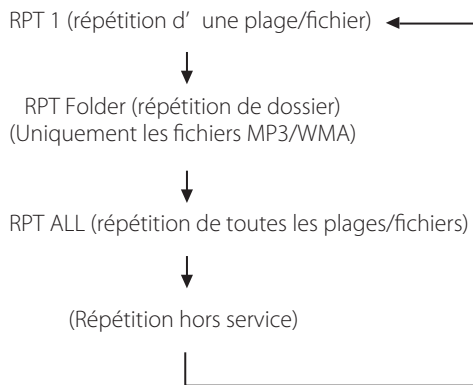 RPT 1 (répétition d’ une plage/fichier)
RPT Folder (répétition de dossier)
(Uniquement les fichiers MP3/WMA)
RPT ALL (répétition de toutes les plages/fichiers)
(Répétition hors service)